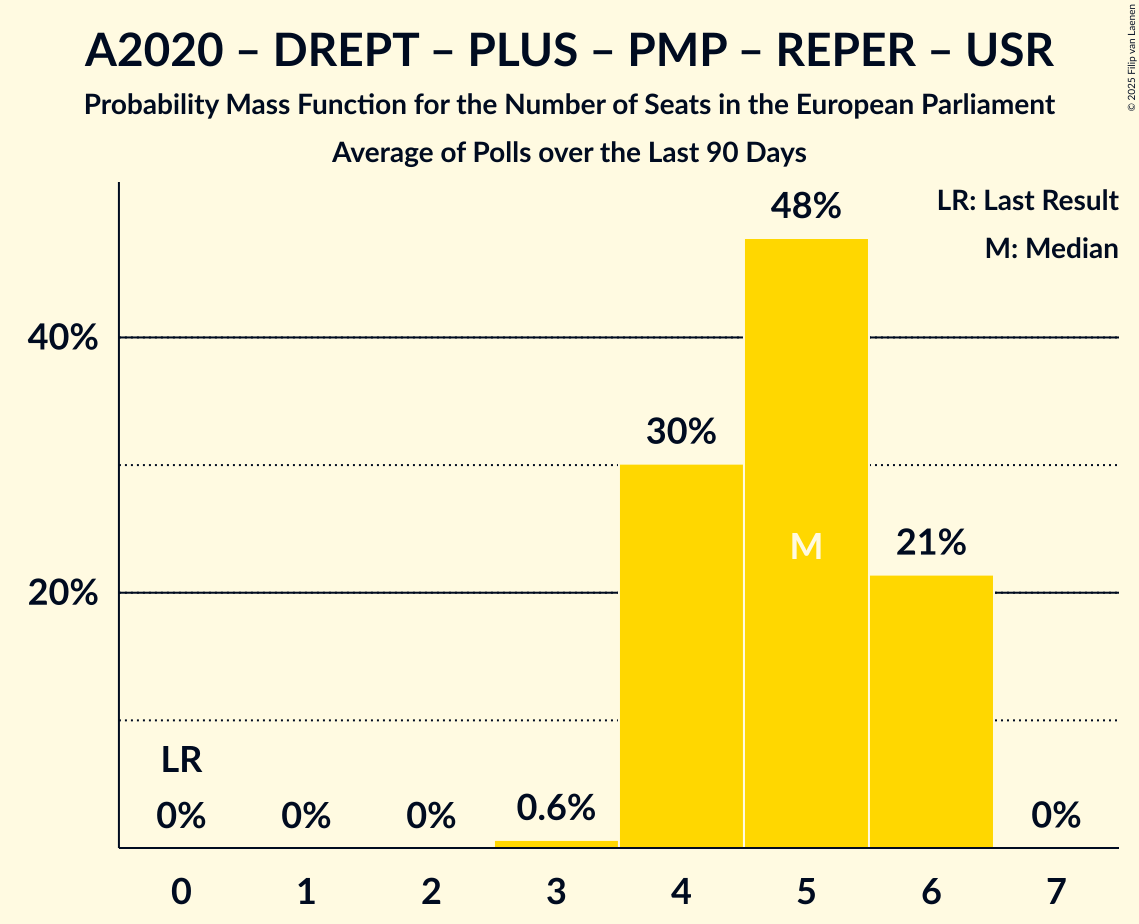 A2020 – DREPT – PLUS – PMP – REPER – USR
Probability Mass Function for the Number of Seats in the European Parliament
Average of Polls over the Last 90 Days
© 2025 Filip van Laenen
LR: Last Result
M: Median
48%
40%
30%
M
21%
20%
LR
0%
0%
0%
0.6%
0%
0
1
2
3
4
5
6
7